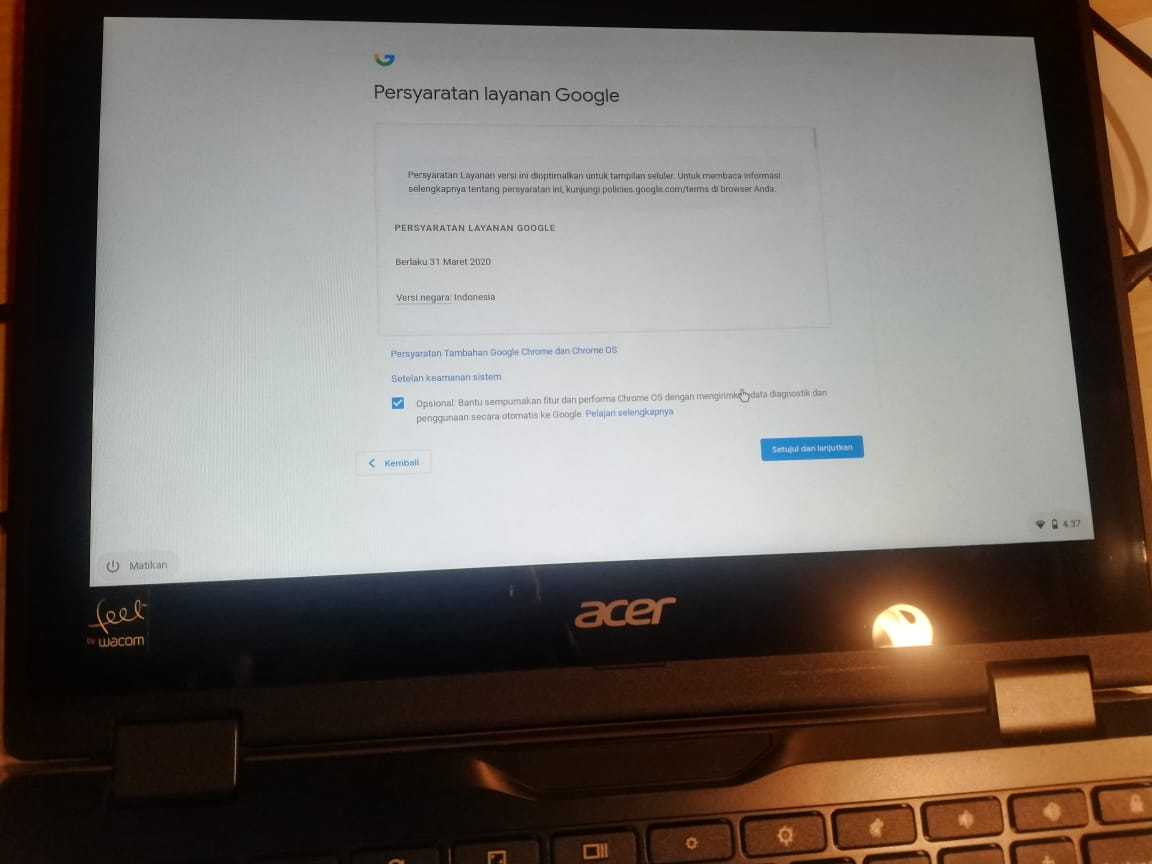 Persyaratan layanan Google
Persyaratan Layanan versi ini dioptimalkan untuk tampilan seluler. Untuk membaca informasi
selengkapnya tentang persyaratan ini, kunjungi policies.google.com/terms di browser Anda.
PERSYARATAN LAYANAN GOOGLE
Berlaku 31 Maret 2020
Versi negara: Indonesia
Persyaratan Tambahan Google Chrome dan Chrome OS
Setelan keamanan sistem
Opsional: Bantu sempurnakan fitur dan performa Chrome OS dengan mengirimkan data diagnostik dan
penggunaan secara otomatis ke Google. Pelajari selengkapnya
Kembali
Setujui dan lanjutkan
4.37
Matikan
feel
by wacom
acer